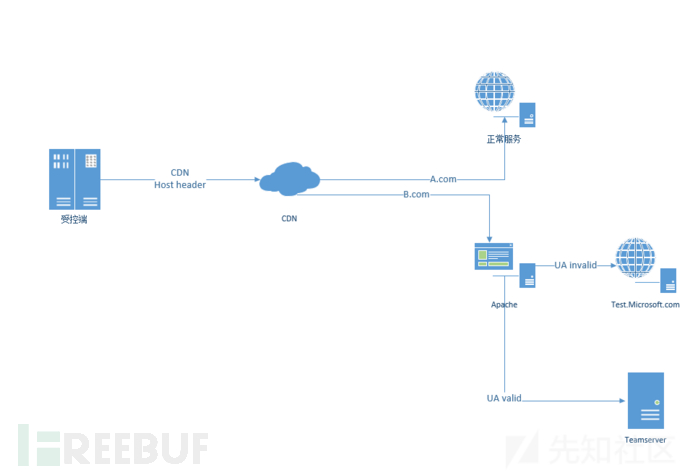 正常服务
CDN
Host header
A.com
B.com
受控端
CDN
UA invalid
Apache
Test.Microsoft.com
UA valid
Teamserver
FREEBUF
先知社区